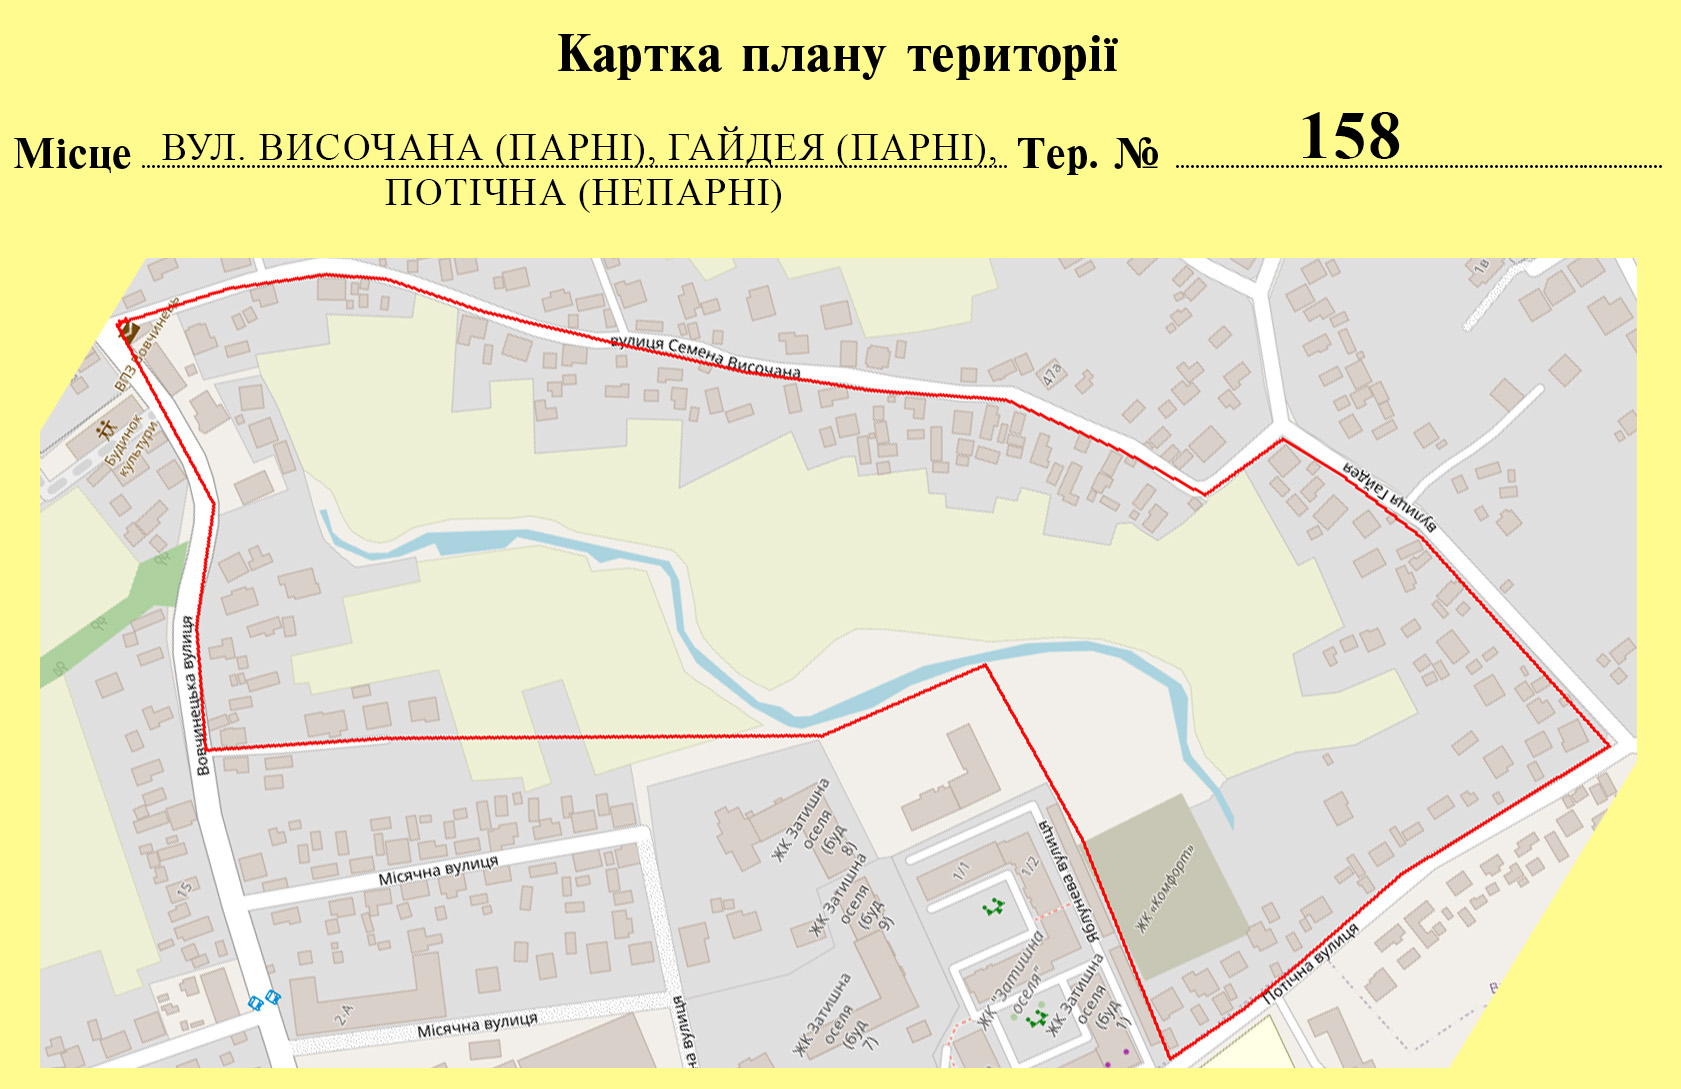 Картка плану території
Місце ВУЛ. ВИСОЧАНА (ПАРНІ), ГАЙДЕЯ (ПАРНІ), Тер. № 158
ПОТІЧНА (НЕПАРНІ)
1в
ВПЗ Вовчинець
вулиця Семена Височана
47а
Будинок
культури
вулиця Гайдея
Вовчинецька вулиця
ЖК Затишна
оселя
(буд
8)
Місячна вулиця
15
1/1
1/2
Яблунева вулиця
ЖК «Комфорт»
ЖК Затишна
оселя
(буд
9)
ЖК "Затишна
оселя"
ЖК Затишна
оселя
(буд
1)
Потічна вулиця
ЖК Затишна
оселя
(буд
7)
2-А
Місячна вулиця
на вулиця
В